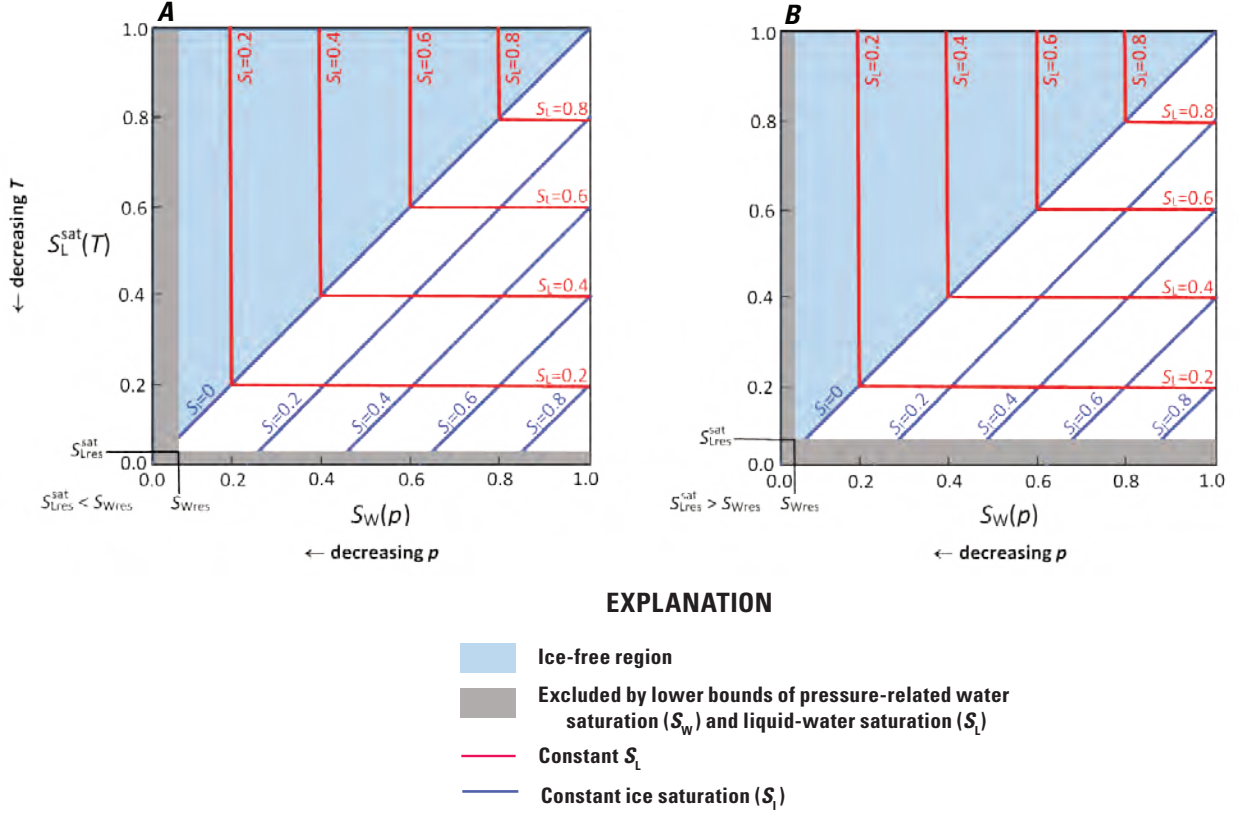 A
1.0
0.8
0.6
0.4
0.2
0.0
← decreasing T
S_L^sat(T)
S_L=0.2
S_L=0.4
S_L=0.6
S_L=0.8
S_L=0.8
S_L=0.6
S_L=0.4
S_L=0.2
S_I=0
S_I=0.2
S_I=0.4
S_I=0.6
S_I=0.8
S_Lres^sat
0.0 0.2 0.4 0.6 0.8 1.0
S_Lres^sat < S_Wres
S_Wres
S_W(p)
← decreasing p
B
1.0
0.8
0.6
0.4
0.2
0.0
S_L=0.2
S_L=0.4
S_L=0.6
S_L=0.8
S_L=0.8
S_L=0.6
S_L=0.4
S_L=0.2
S_I=0
S_I=0.2
S_I=0.4
S_I=0.6
S_I=0.8
S_Lres^sat
0.0 0.2 0.4 0.6 0.8 1.0
S_Lres^sat > S_Wres
S_Wres
S_W(p)
← decreasing p
EXPLANATION
Ice-free region
Excluded by lower bounds of pressure-related water
saturation (S_W) and liquid-water saturation (S_L)
Constant S_L
Constant ice saturation (S_I)